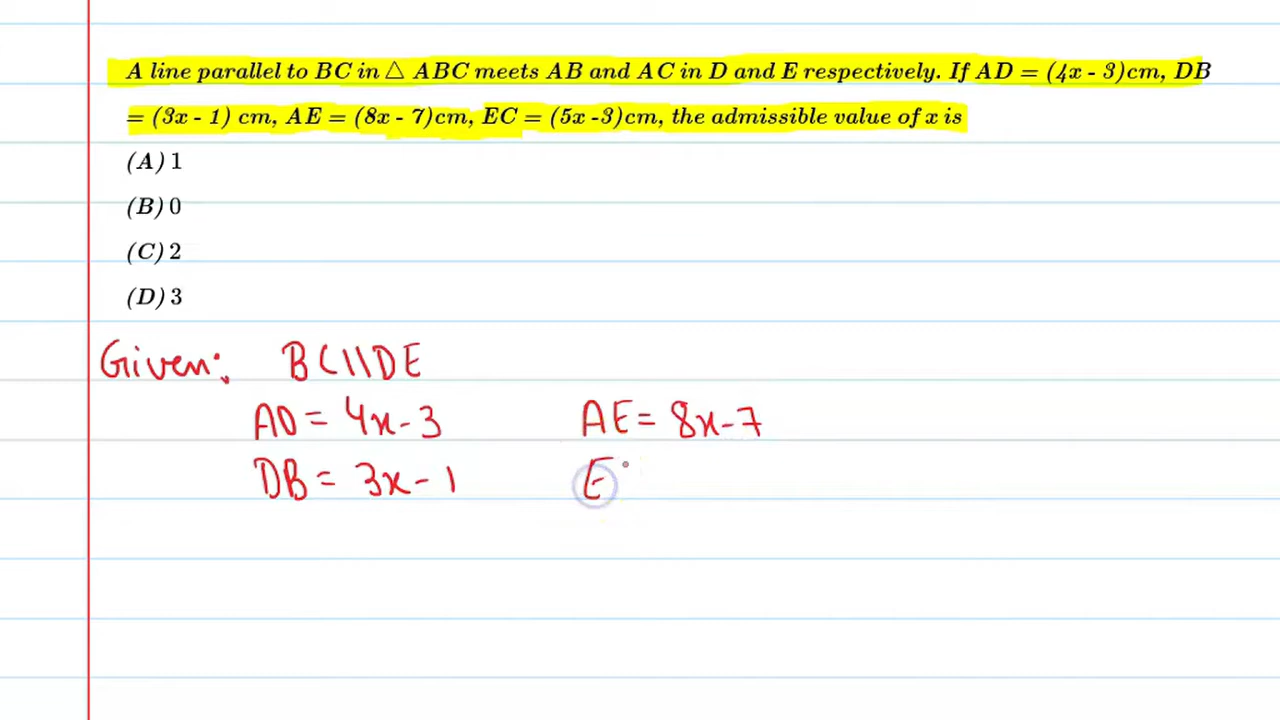 A line parallel to BC in △ ABC meets AB and AC in D and E respectively. If AD = (4x - 3)cm, DB
= (3x - 1) cm, AE = (8x - 7)cm, EC = (5x -3)cm, the admissible value of x is
(A) 1
(B) 0
(C) 2
(D) 3
Given: BC||DE
AD = 4x - 3 AE = 8x - 7
DB = 3x - 1 E